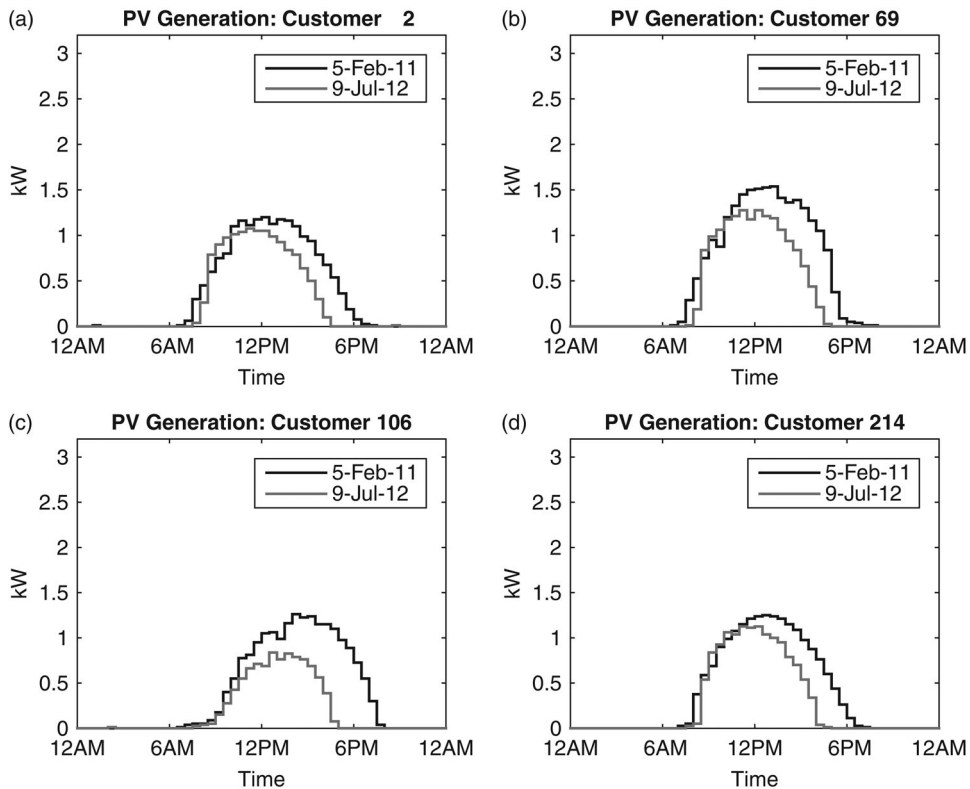 (a) PV Generation: Customer 2
3
2.5
2
1.5
1
0.5
0
kW
5-Feb-11
9-Jul-12
12AM 6AM 12PM 6PM 12AM
Time
(b) PV Generation: Customer 69
3
2.5
2
1.5
1
0.5
0
kW
5-Feb-11
9-Jul-12
12AM 6AM 12PM 6PM 12AM
Time
(c) PV Generation: Customer 106
3
2.5
2
1.5
1
0.5
0
kW
5-Feb-11
9-Jul-12
12AM 6AM 12PM 6PM 12AM
Time
(d) PV Generation: Customer 214
3
2.5
2
1.5
1
0.5
0
kW
5-Feb-11
9-Jul-12
12AM 6AM 12PM 6PM 12AM
Time